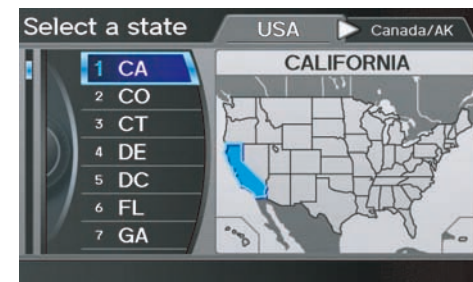 Select a state
USA
Canada/AK
1 CA
2 CO
3 CT
4 DE
5 DC
6 FL
7 GA
CALIFORNIA